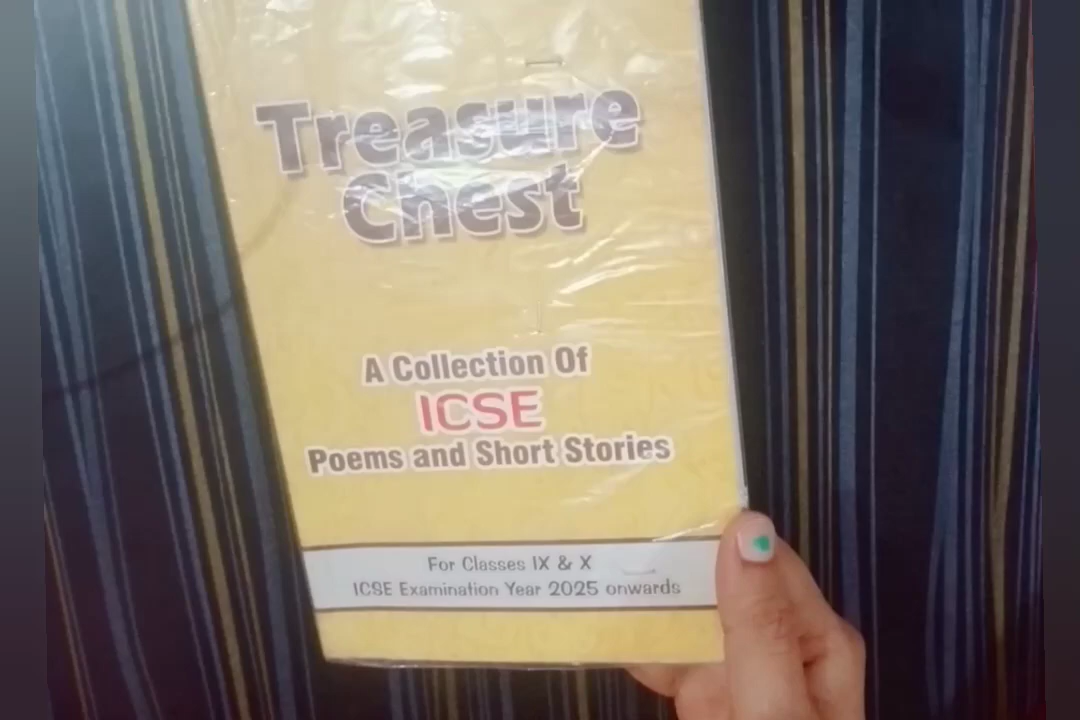 Treasure
Chest
A Collection Of
ICSE
Poems and Short Stories
For Classes IX & X
ICSE Examination Year 2025 onwards